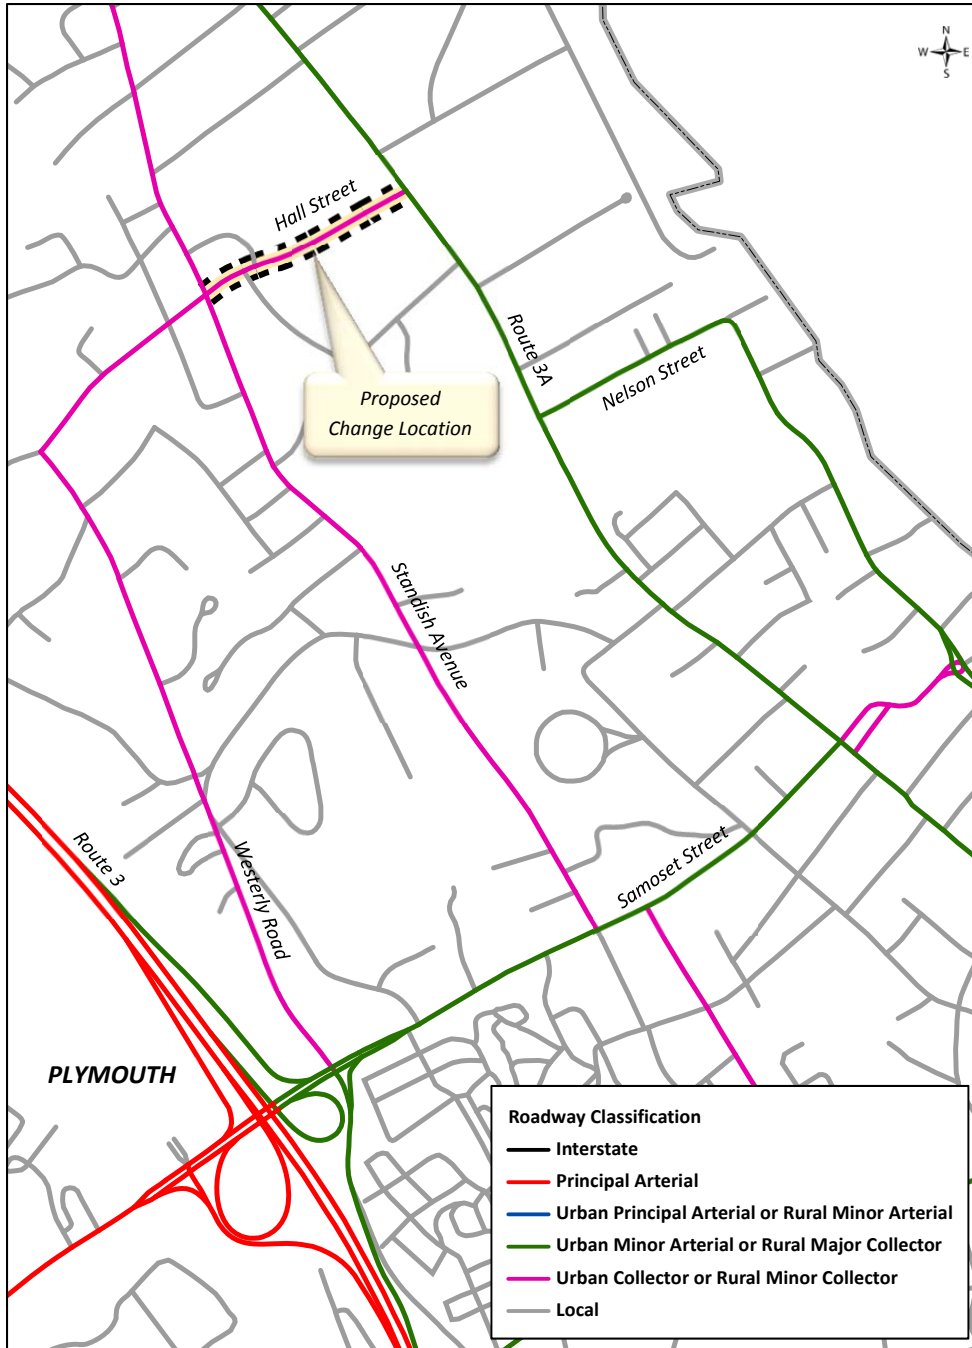 N
W E
S
Hall Street
Route 3A
Nelson Street
Proposed
Change Location
Standish Avenue
Samoset Street
Route 3
Westerly Road
PLYMOUTH
Roadway Classification
Interstate
Principal Arterial
Urban Principal Arterial or Rural Minor Arterial
Urban Minor Arterial or Rural Major Collector
Urban Collector or Rural Minor Collector
Local